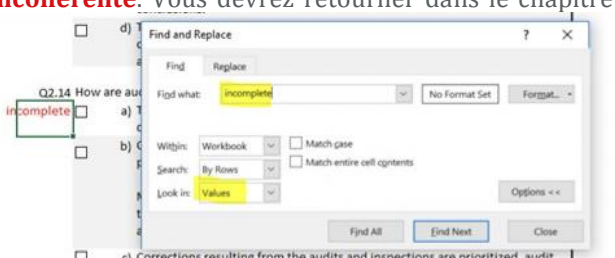 incohérente. Vous devrez retourner dans le chapitre
d) T
Find and Replace ? ×
Find Replace
Q2.14 How are auc
Find what: incomplete No Format Set Format...
incomplete a) T
b) C
Within: Workbook Match case
Search: By Rows Match entire cell contents
Look in: Values Options <<
Find All Find Next Close
c) Corrections resulting from the audits and inspections are prioritized, audit